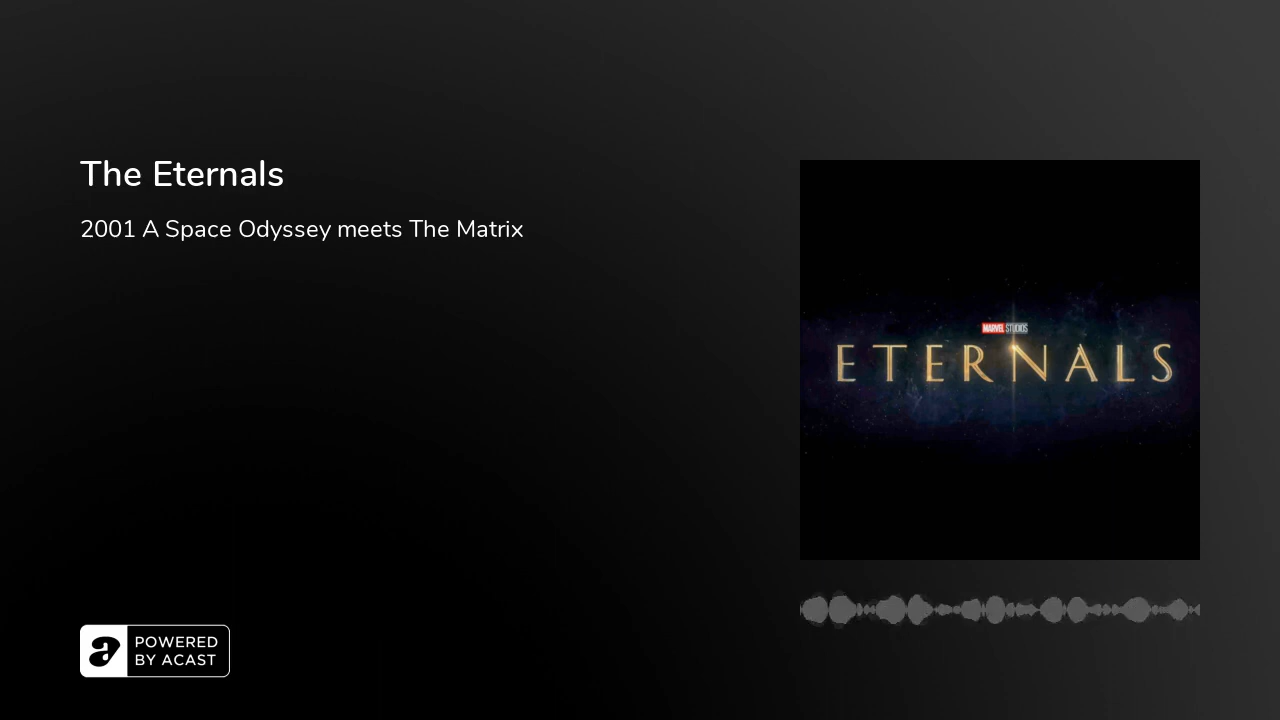 The Eternals
2001 A Space Odyssey meets The Matrix
MARVEL STUDIOS
ETERNALS
POWERED
BY ACAST